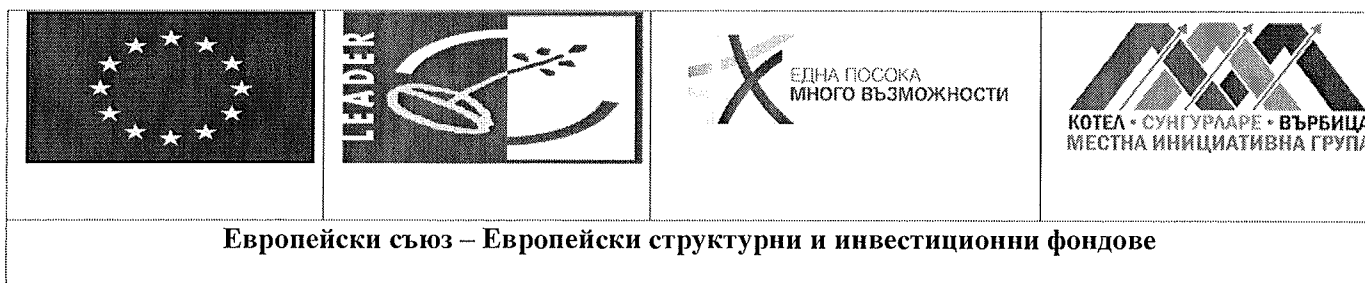 LEADER
ЕДНА ПОСОКА
МНОГО ВЪЗМОЖНОСТИ
КОТЕЛ • СУНГУРЛАРЕ • ВЪРБИЦА
МЕСТНА ИНИЦИАТИВНА ГРУПА
Европейски съюз – Европейски структурни и инвестиционни фондове